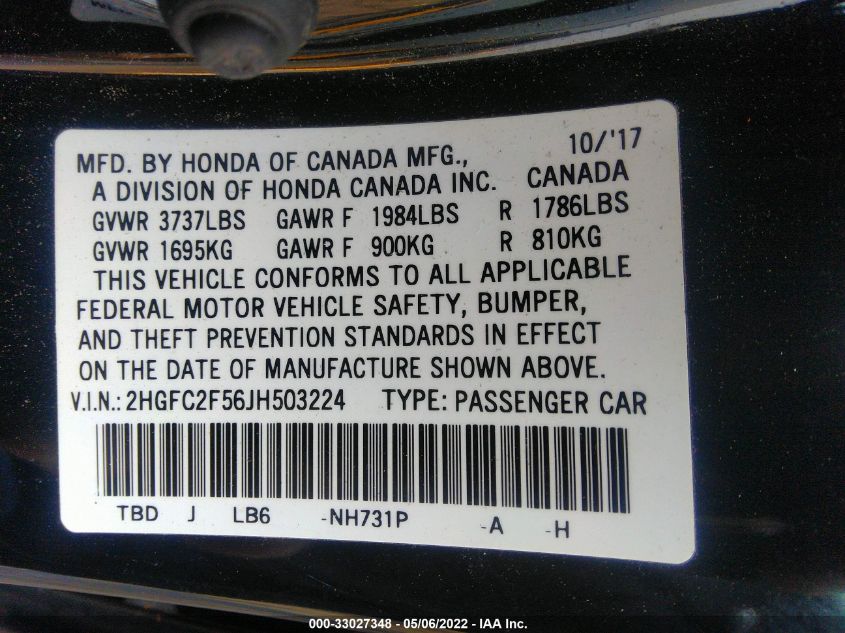 MFD. BY HONDA OF CANADA MFG., 10/'17
A DIVISION OF HONDA CANADA INC. CANADA
GVWR 3737LBS GAWR F 1984LBS R 1786LBS
GVWR 1695KG GAWR F 900KG R 810KG
THIS VEHICLE CONFORMS TO ALL APPLICABLE
FEDERAL MOTOR VEHICLE SAFETY, BUMPER,
AND THEFT PREVENTION STANDARDS IN EFFECT
ON THE DATE OF MANUFACTURE SHOWN ABOVE.
V.I.N.: 2HGFC2F56JH503224 TYPE: PASSENGER CAR
TBD J LB6 -NH731P -A -H
000-33027348 - 05/06/2022 - IAA Inc.